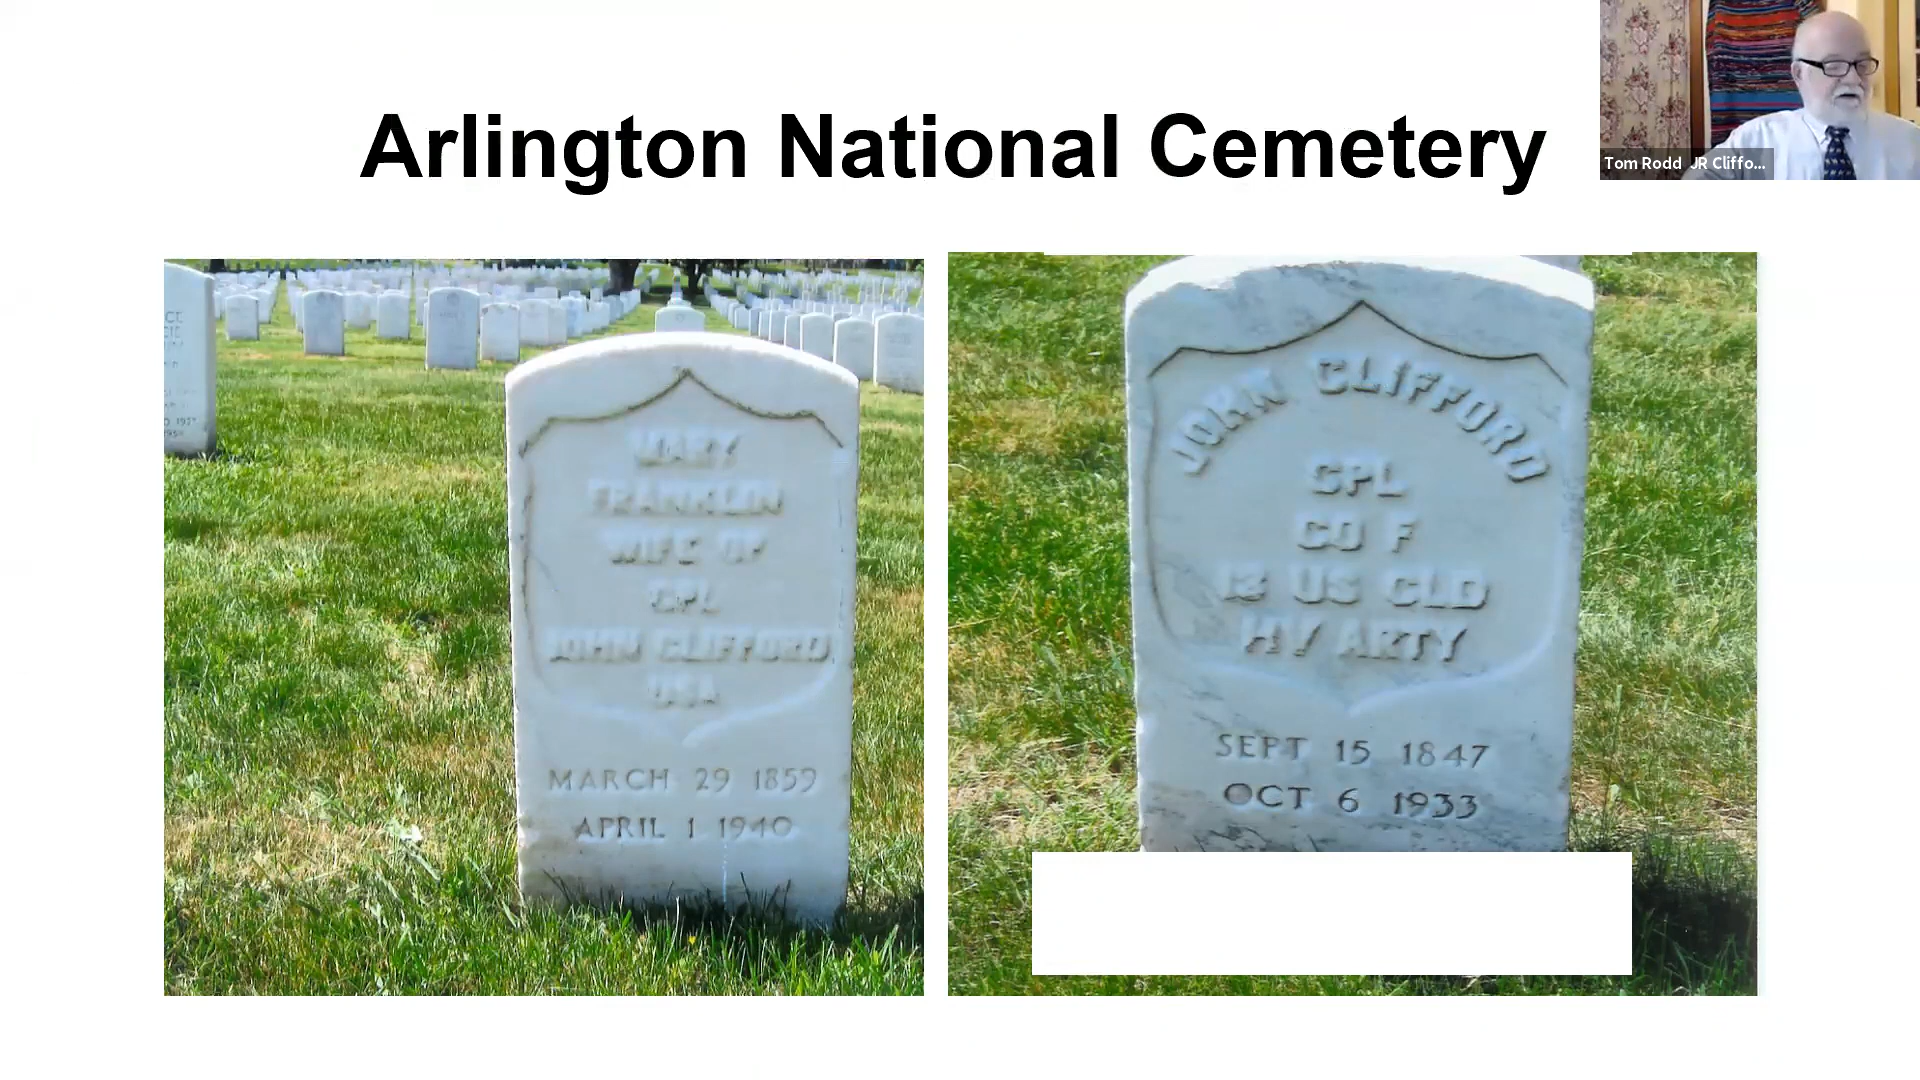 Arlington National Cemetery
Tom Rodd JR Cliffo...
MARY
FRANKLIN
WIFE OF
CPL
JOHN CLIFFORD
USA
MARCH 29 1859
APRIL 1 1940
JOHN CLIFFORD
CPL
CO F
13 US CLD
HV ARTY
SEPT 15 1847
OCT 6 1933